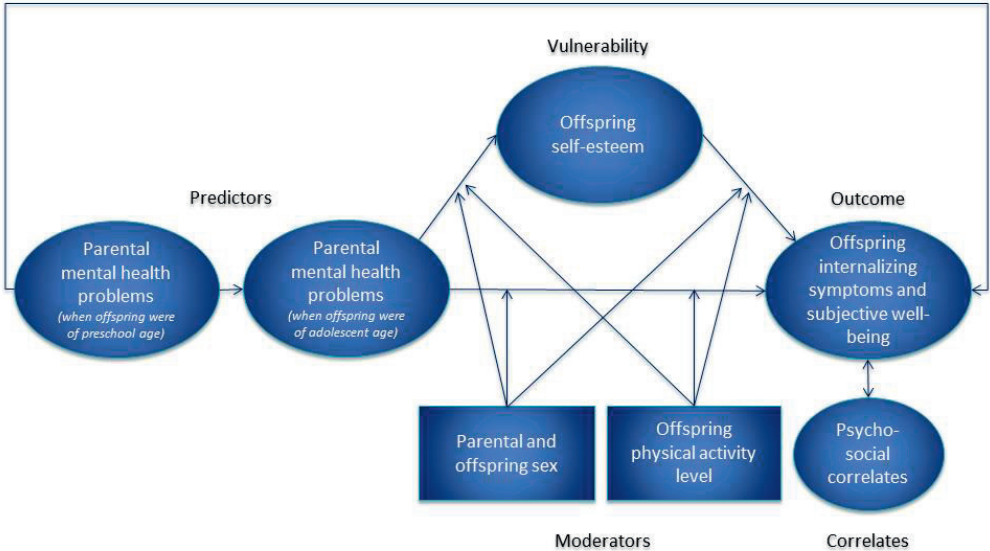 Vulnerability
Offspring
self-esteem
Predictors
Outcome
Parental
mental health
problems
(when offspring were
of preschool age)
Parental
mental health
problems
(when offspring were
of adolescent age)
Offspring
internalizing
symptoms and
subjective well-
being
Parental and
offspring sex
Offspring
physical activity
level
Psycho-
social
correlates
Moderators
Correlates